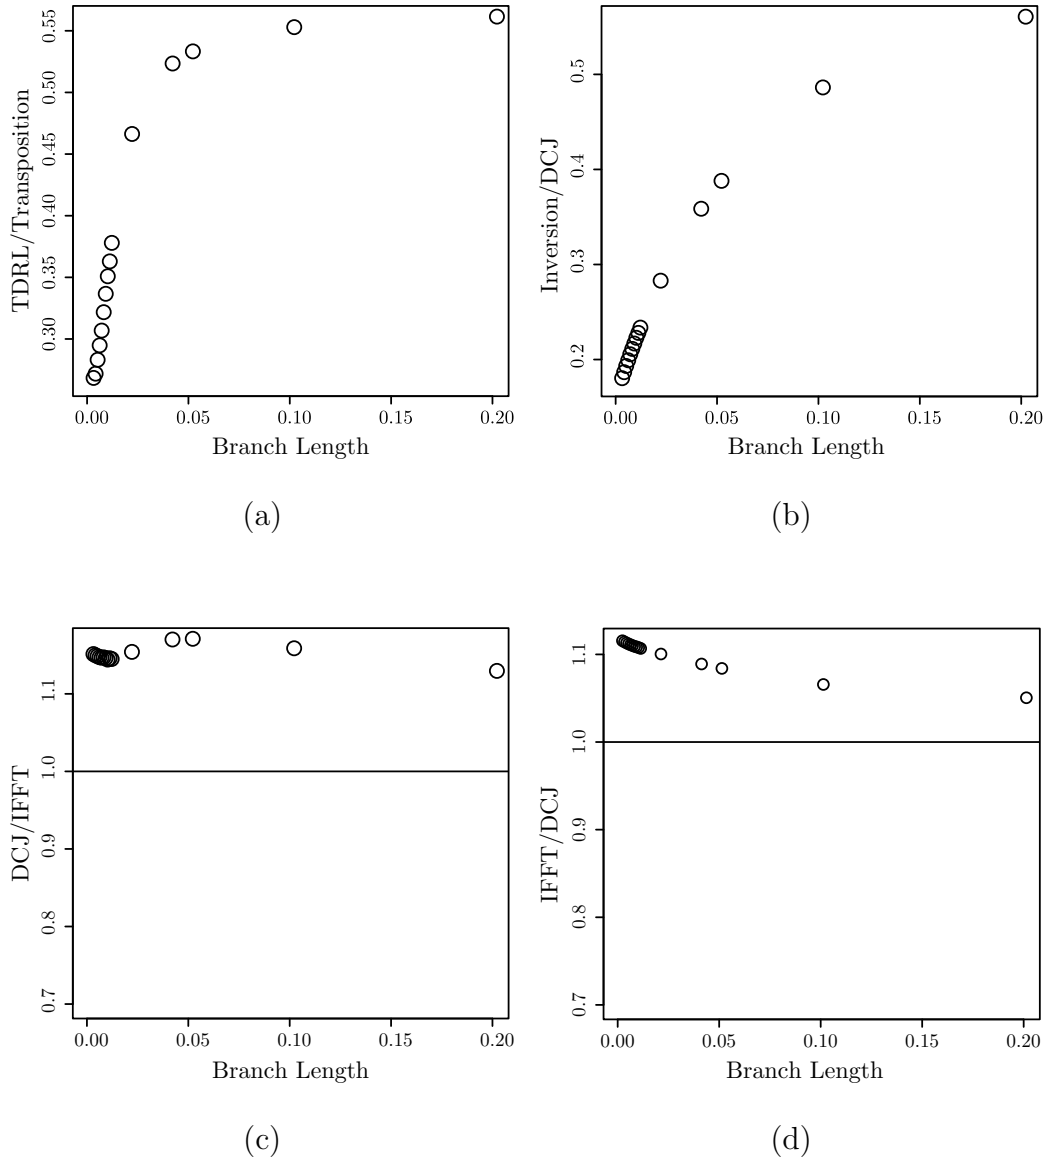 TDRL/Transposition
0.55
0.50
0.45
0.40
0.35
0.30
0.00 0.05 0.10 0.15 0.20
Branch Length
(a)
Inversion/DCJ
0.5
0.4
0.3
0.2
0.00 0.05 0.10 0.15 0.20
Branch Length
(b)
DCJ/IFFT
1.1
1.0
0.9
0.8
0.7
0.00 0.05 0.10 0.15 0.20
Branch Length
(c)
IFFT/DCJ
1.1
1.0
0.9
0.8
0.7
0.00 0.05 0.10 0.15 0.20
Branch Length
(d)